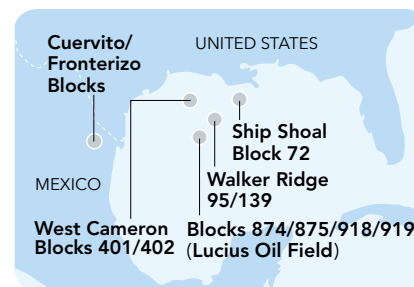 Cuervito/
Fronterizo
Blocks
UNITED STATES
Ship Shoal
Block 72
Walker Ridge
95/139
MEXICO
West Cameron
Blocks 401/402
Blocks 874/875/918/919
(Lucius Oil Field)